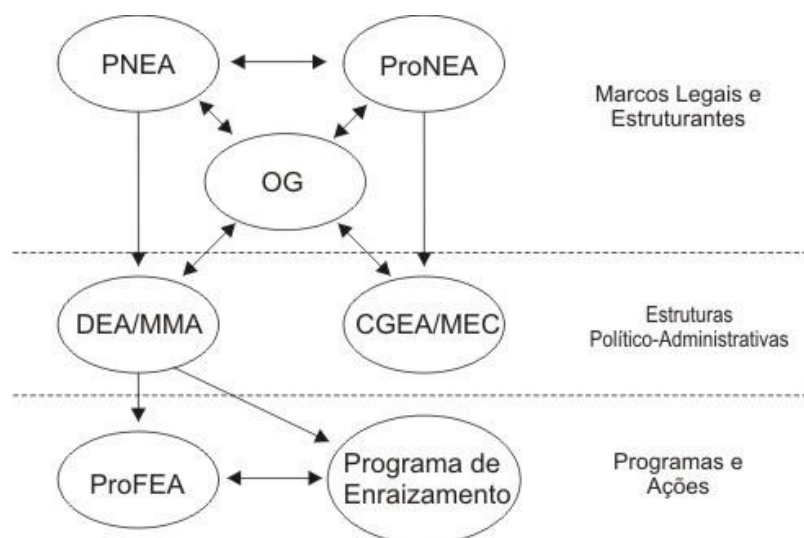 PNEA
ProNEA
Marcos Legais e
Estruturantes
OG
DEA/MMA
CGEA/MEC
Estruturas
Político-Administrativas
ProFEA
Programa de
Enraizamento
Programas e
Ações